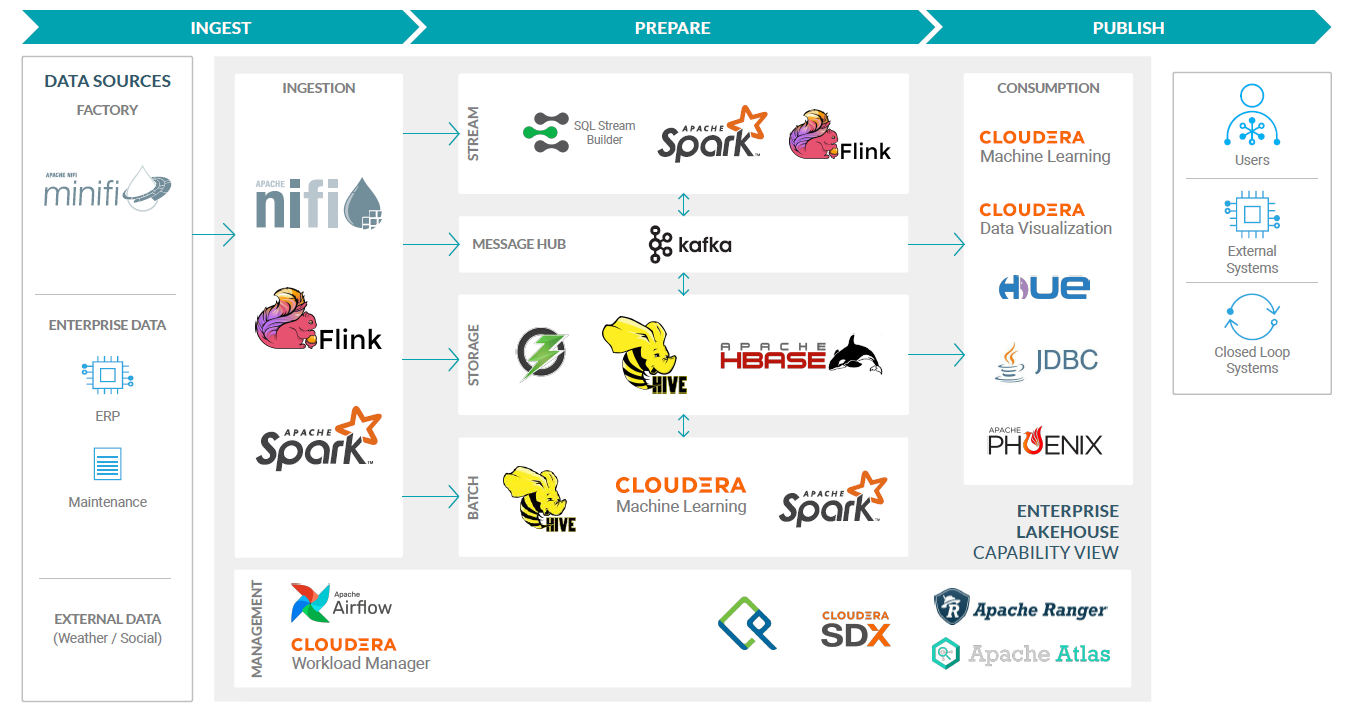 INGEST
PREPARE
PUBLISH
DATA SOURCES
FACTORY
APACHE NIFI
minifi
ENTERPRISE DATA
ERP
Maintenance
EXTERNAL DATA
(Weather / Social)
INGESTION
APACHE
nifi
Flink
APACHE
Spark™
STREAM
SQL Stream
Builder
APACHE
Spark™
Flink
MESSAGE HUB
kafka
STORAGE
HIVE
APACHE
HBASE
BATCH
HIVE
CLOUDERA
Machine Learning
APACHE
Spark™
CONSUMPTION
CLOUDERA
Machine Learning
CLOUDERA
Data Visualization
HUE
JDBC
APACHE
PHOENIX
ENTERPRISE
LAKEHOUSE
CAPABILITY VIEW
MANAGEMENT
Apache
Airflow
CLOUDERA
Workload Manager
CLOUDERA
SDX
R
Apache Ranger
Apache Atlas
Users
External
Systems
Closed Loop
Systems